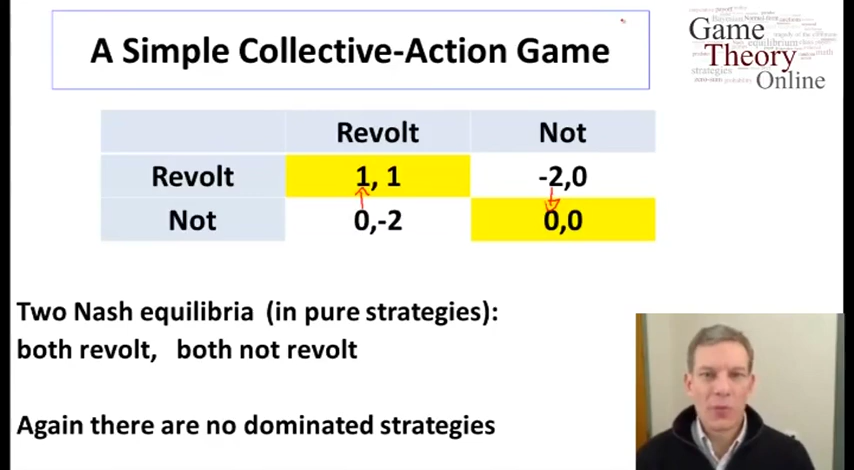 A Simple Collective-Action Game
Game
Theory
Online
Revolt Not
Revolt 1, 1 -2,0
Not 0,-2 0,0
Two Nash equilibria (in pure strategies):
both revolt, both not revolt
Again there are no dominated strategies